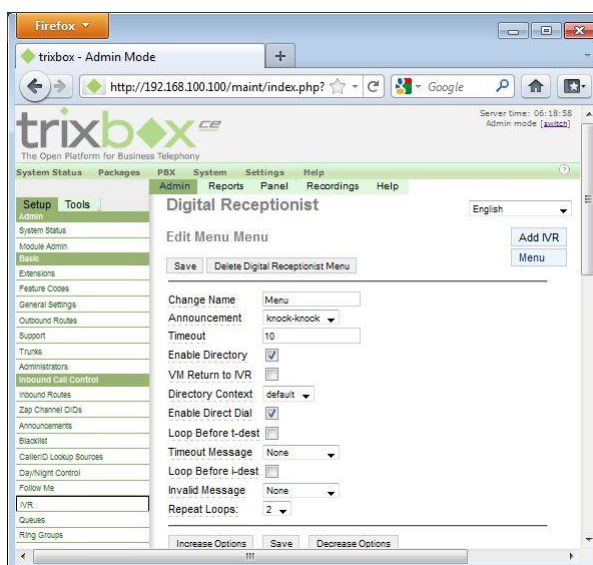 Firefox
trixbox - Admin Mode
http://192.168.100.100/maint/index.php?
Google
Server time: 06:18:58
Admin mode [switch]
trixbox ce
The Open Platform for Business Telephony
System Status Packages PBX System Settings Help
Admin Reports Panel Recordings Help
Setup Tools
Admin
System Status
Module Admin
Basic
Extensions
Feature Codes
General Settings
Outbound Routes
Support
Trunks
Administrators
Inbound Call Control
Inbound Routes
Zap Channel DIDs
Announcements
Blacklist
CallerID Lookup Sources
Day/Night Control
Follow Me
IVR
Queues
Ring Groups
Digital Receptionist
English
Edit Menu Menu
Add IVR
Menu
Save Delete Digital Receptionist Menu
Change Name Menu
Announcement knock-knock
Timeout 10
Enable Directory
VM Return to IVR
Directory Context default
Enable Direct Dial
Loop Before t-dest
Timeout Message None
Loop Before i-dest
Invalid Message None
Repeat Loops: 2
Increase Options Save Decrease Options